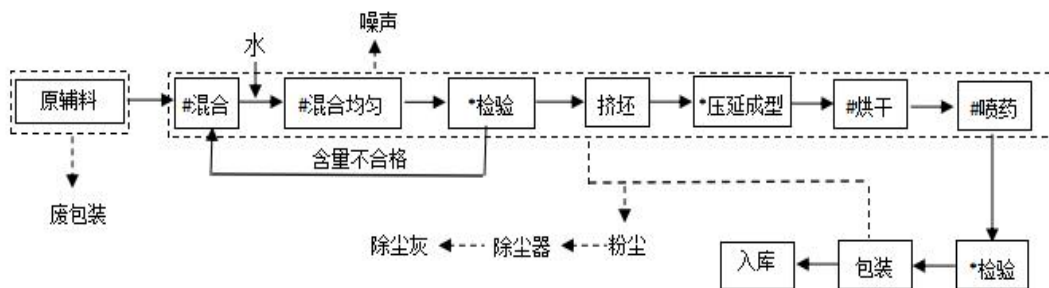 噪声
水
原辅料
#混合
#混合均匀
*检验
挤坯
*压延成型
#烘干
#喷药
含量不合格
废包装
除尘灰
除尘器
粉尘
入库
包装
*检验